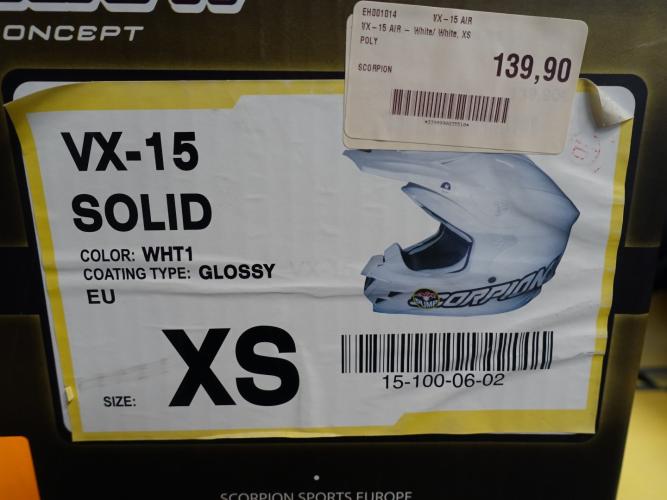 ONCEPT
EH001014 VX-15 AIR
VX-15 AIR - White/ White, XS
POLY
SCORPION 139,90
VX-15
SOLID
COLOR: WHT1
COATING TYPE: GLOSSY
EU
SCORPION
SIZE: XS
15-100-06-02
SCORPION SPORTS EUROPE